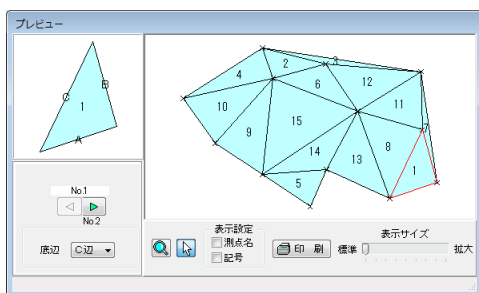 プレビュー
B
C
1
A
No.1
No.2
底辺 C辺
2 3
4 6 12
10 11
15
9 7
14 8
13
5 1
表示設定
測点名
記号
印 刷
表示サイズ
標準 拡大